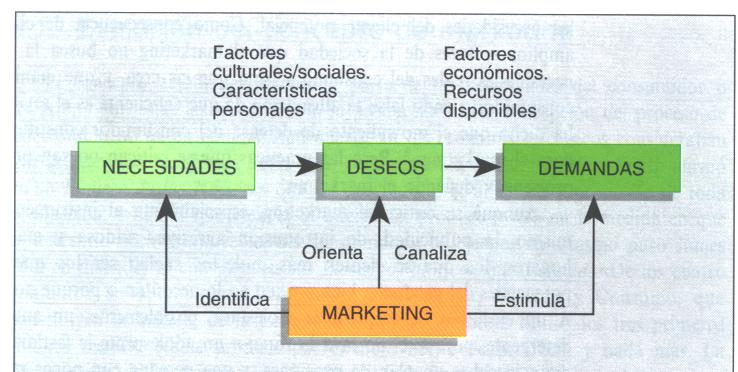 Factores
culturales/sociales.
Características
personales
Factores
económicos.
Recursos
disponibles
NECESIDADES
DESEOS
DEMANDAS
Orienta
Canaliza
Identifica
MARKETING
Estimula